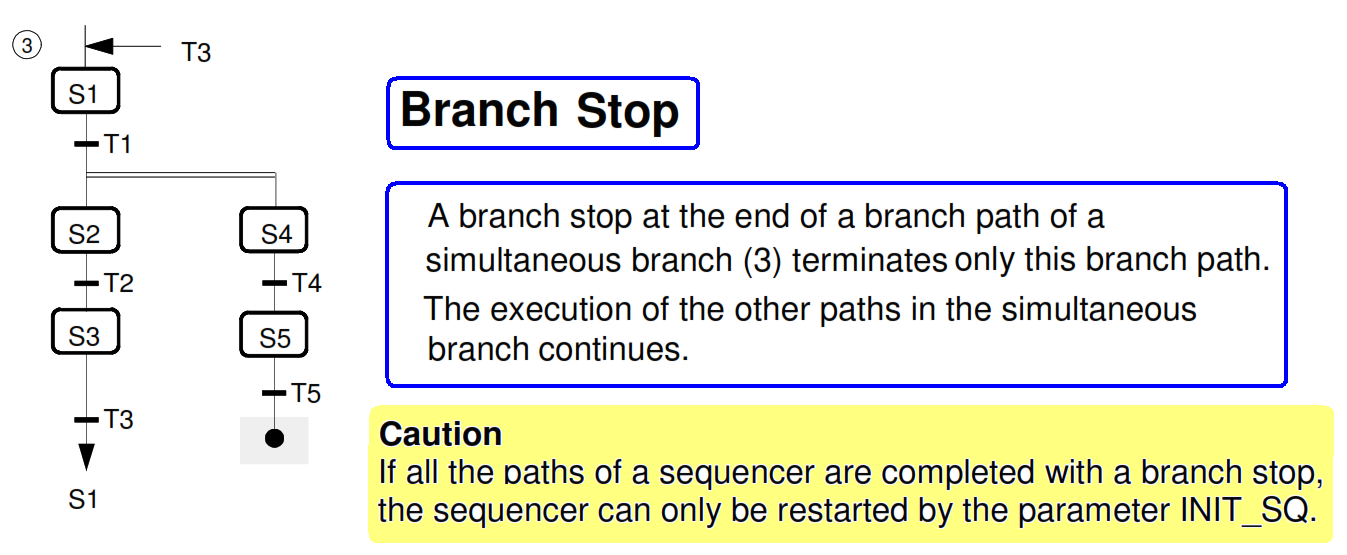 3
T3
S1
T1
S2
S4
T2
T4
S3
S5
T5
T3
S1
Branch Stop
A branch stop at the end of a branch path of a
simultaneous branch (3) terminates only this branch path.
The execution of the other paths in the simultaneous
branch continues.
Caution
If all the paths of a sequencer are completed with a branch stop,
the sequencer can only be restarted by the parameter INIT_SQ.